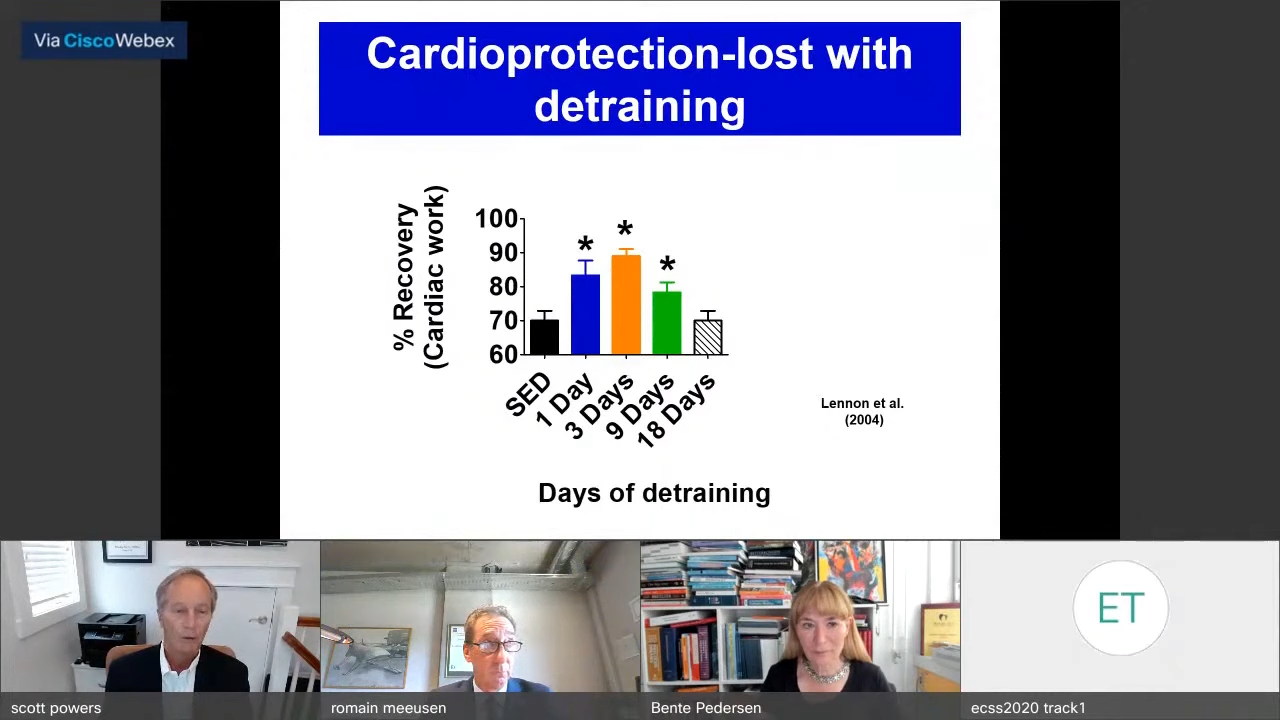 Via Cisco Webex
Cardioprotection-lost with
detraining
% Recovery
(Cardiac work)
100
90
80
70
60
*
*
*
SED
1 Day
3 Days
9 Days
18 Days
Days of detraining
Lennon et al.
(2004)
ET
scott powers
romain meeusen
Bente Pedersen
ecss2020 track1